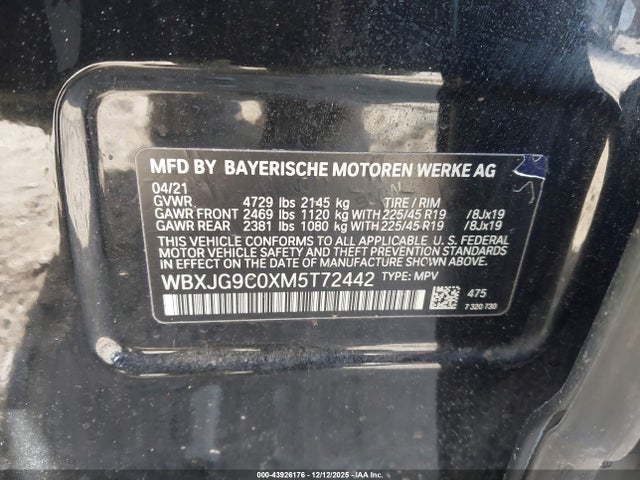 MFD BY BAYERISCHE MOTOREN WERKE AG
04/21
GVWR. 4729 lbs 2145 kg TIRE / RIM
GAWR FRONT 2469 lbs 1120 kg WITH 225/45 R19 /8Jx19
GAWR REAR 2381 lbs 1080 kg WITH 225/45 R19 /8Jx19
THIS VEHICLE CONFORMS TO ALL APPLICABLE U. S. FEDERAL
MOTOR VEHICLE SAFETY, BUMPER, AND THEFT PREVENTION STANDARDS
IN EFFECT ON THE DATE OF MANUFACTURE SHOWN ABOVE.
WBXJG9C0XM5T72442 TYPE: MPV
475
7 320 730
000-43926176 - 12/12/2025 - IAAI Inc.